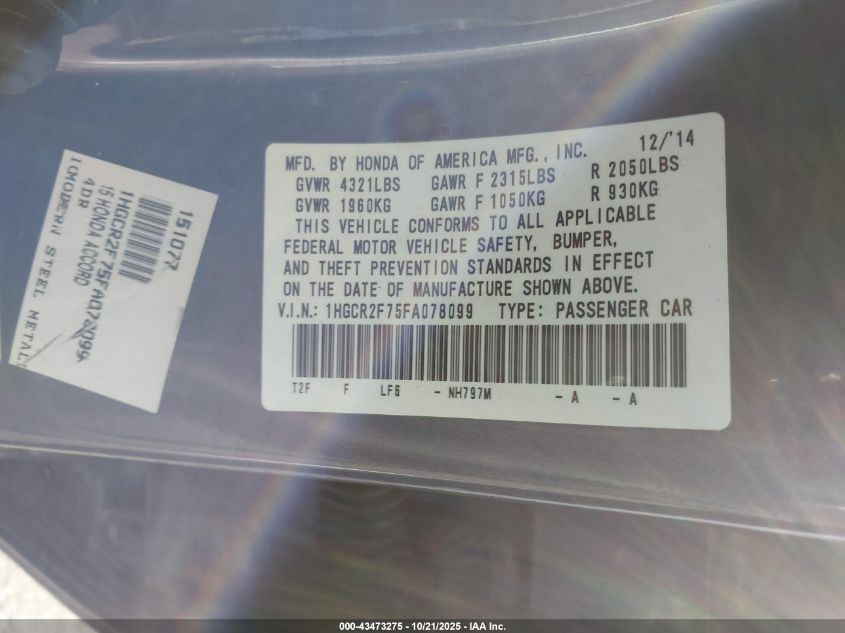 MFD. BY HONDA OF AMERICA MFG., INC. 12/'14
GVWR 4321LBS GAWR F 2315LBS R 2050LBS
GVWR 1960KG GAWR F 1050KG R 930KG
THIS VEHICLE CONFORMS TO ALL APPLICABLE
FEDERAL MOTOR VEHICLE SAFETY, BUMPER,
AND THEFT PREVENTION STANDARDS IN EFFECT
ON THE DATE OF MANUFACTURE SHOWN ABOVE.
V.I.N.: 1HGCR2F75FA078099 TYPE: PASSENGER CAR
T2F F LF6 - NH797M - A - A
151077
1HGCR2F75FA078099
15 HONDA ACCORD
4DR
STEEL METAL
000-43473275 - 10/21/2025 - IAA Inc.